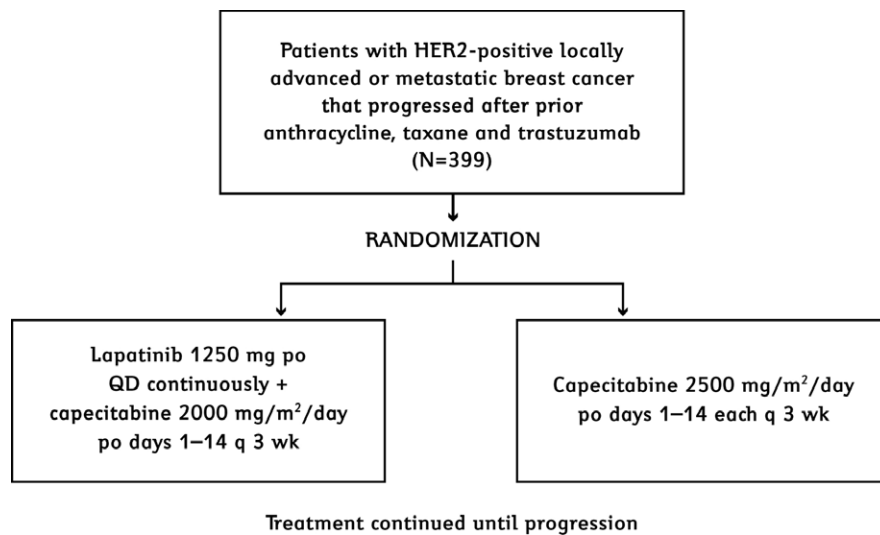 Patients with HER2-positive locally
advanced or metastatic breast cancer
that progressed after prior
anthracycline, taxane and trastuzumab
(N=399)
RANDOMIZATION
Lapatinib 1250 mg po
QD continuously +
capecitabine 2000 mg/m²/day
po days 1–14 q 3 wk
Capecitabine 2500 mg/m²/day
po days 1–14 each q 3 wk
Treatment continued until progression